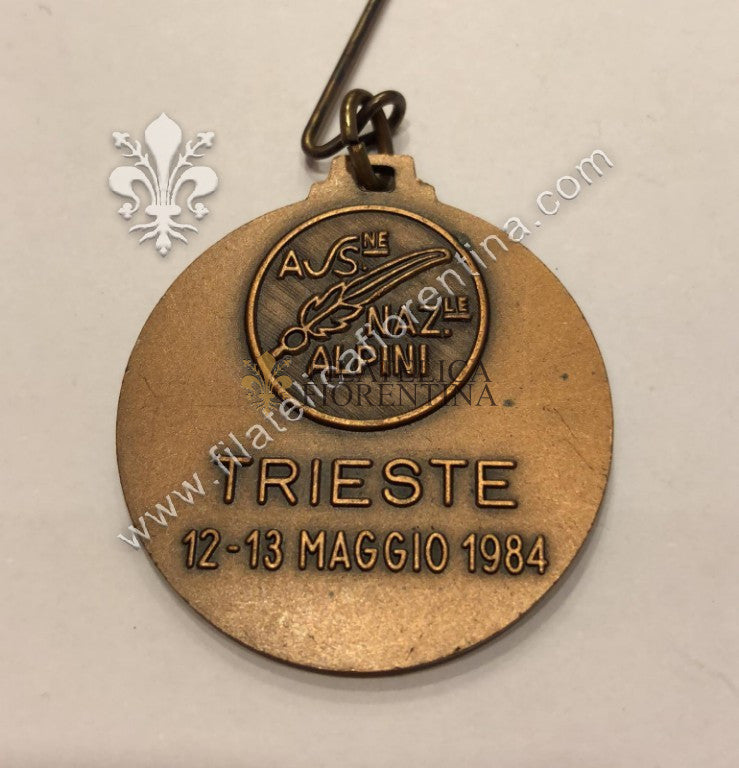 ASS.NE
NAZ.LE
ALPINI
FILATELICA
FIORENTINA
www.filatelicafiorentina.com
TRIESTE
12-13 MAGGIO 1984